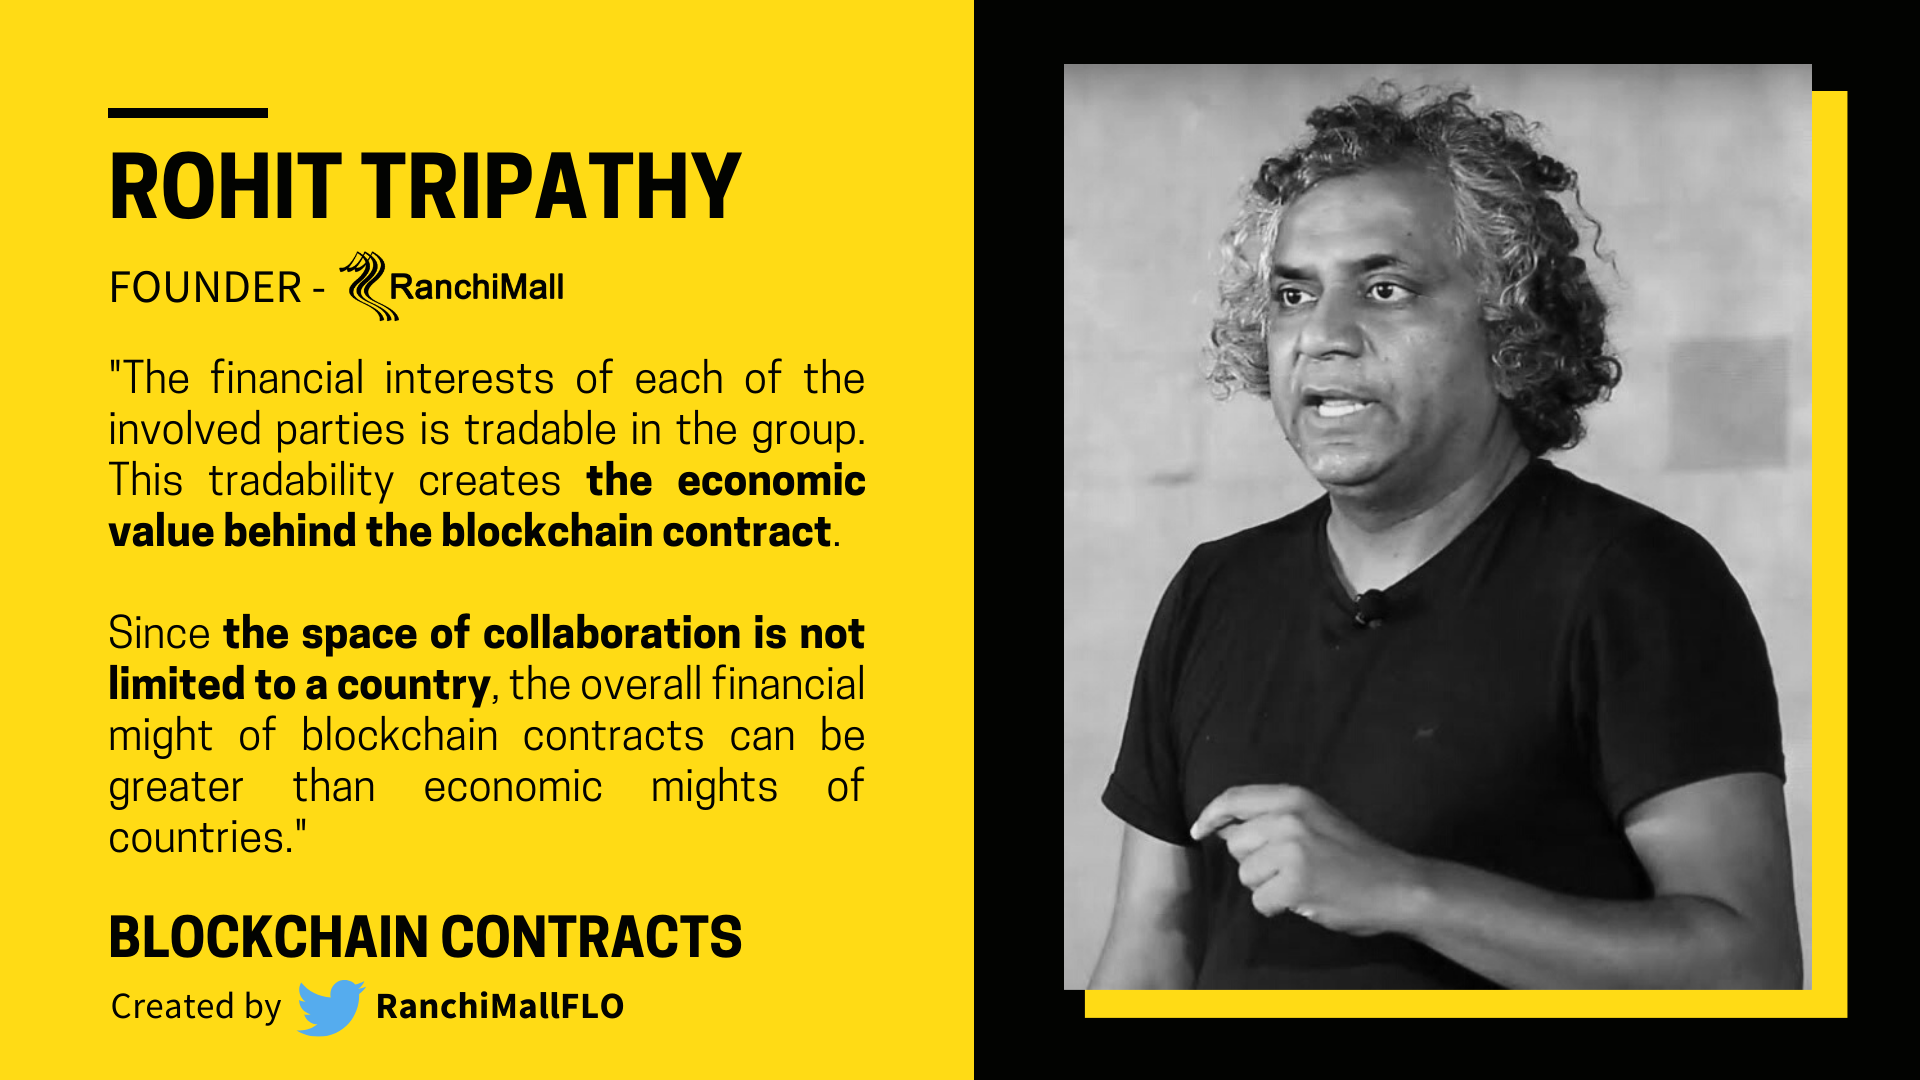 ROHIT TRIPATHY
FOUNDER - RanchiMall
"The financial interests of each of the
involved parties is tradable in the group.
This tradability creates the economic
value behind the blockchain contract.
Since the space of collaboration is not
limited to a country, the overall financial
might of blockchain contracts can be
greater than economic mights of
countries."
BLOCKCHAIN CONTRACTS
Created by RanchiMallFLO